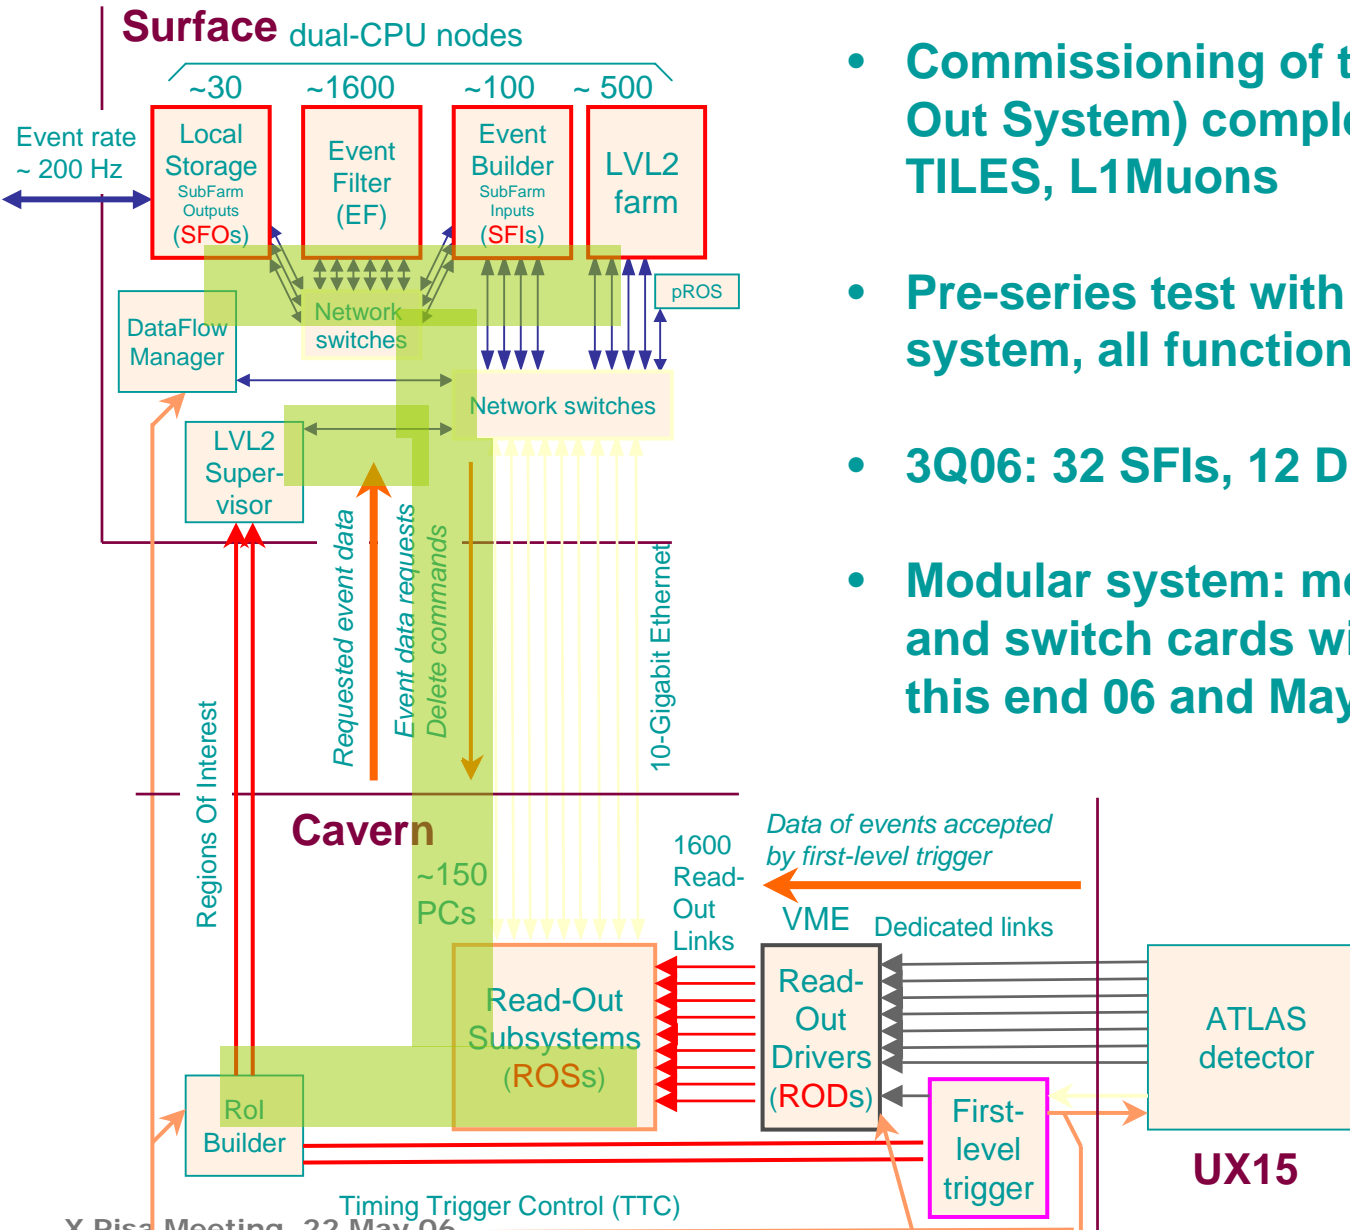 Surface dual-CPU nodes
~30 ~1600 ~100 ~ 500
Event rate
~ 200 Hz
Local
Storage
SubFarm
Outputs
(SFOs)
Event
Filter
(EF)
Event
Builder
SubFarm
Inputs
(SFIs)
LVL2
farm
pROS
Network
switches
DataFlow
Manager
Network switches
LVL2
Super-
visor
Requested event data
Event data requests
Delete commands
10-Gigabit Ethernet
Regions Of Interest
Cavern
~150
PCs
1600
Read-
Out
Links
Data of events accepted
by first-level trigger
VME
Dedicated links
Read-Out
Subsystems
(ROSs)
Read-
Out
Drivers
(RODs)
ATLAS
detector
First-
level
trigger
UX15
RoI
Builder
Timing Trigger Control (TTC)
X Pisa Meeting, 22 May 06
• Commissioning of t
Out System) comple
TILES, L1Muons
• Pre-series test with
system, all function
• 3Q06: 32 SFIs, 12 D
• Modular system: mo
and switch cards wi
this end 06 and May